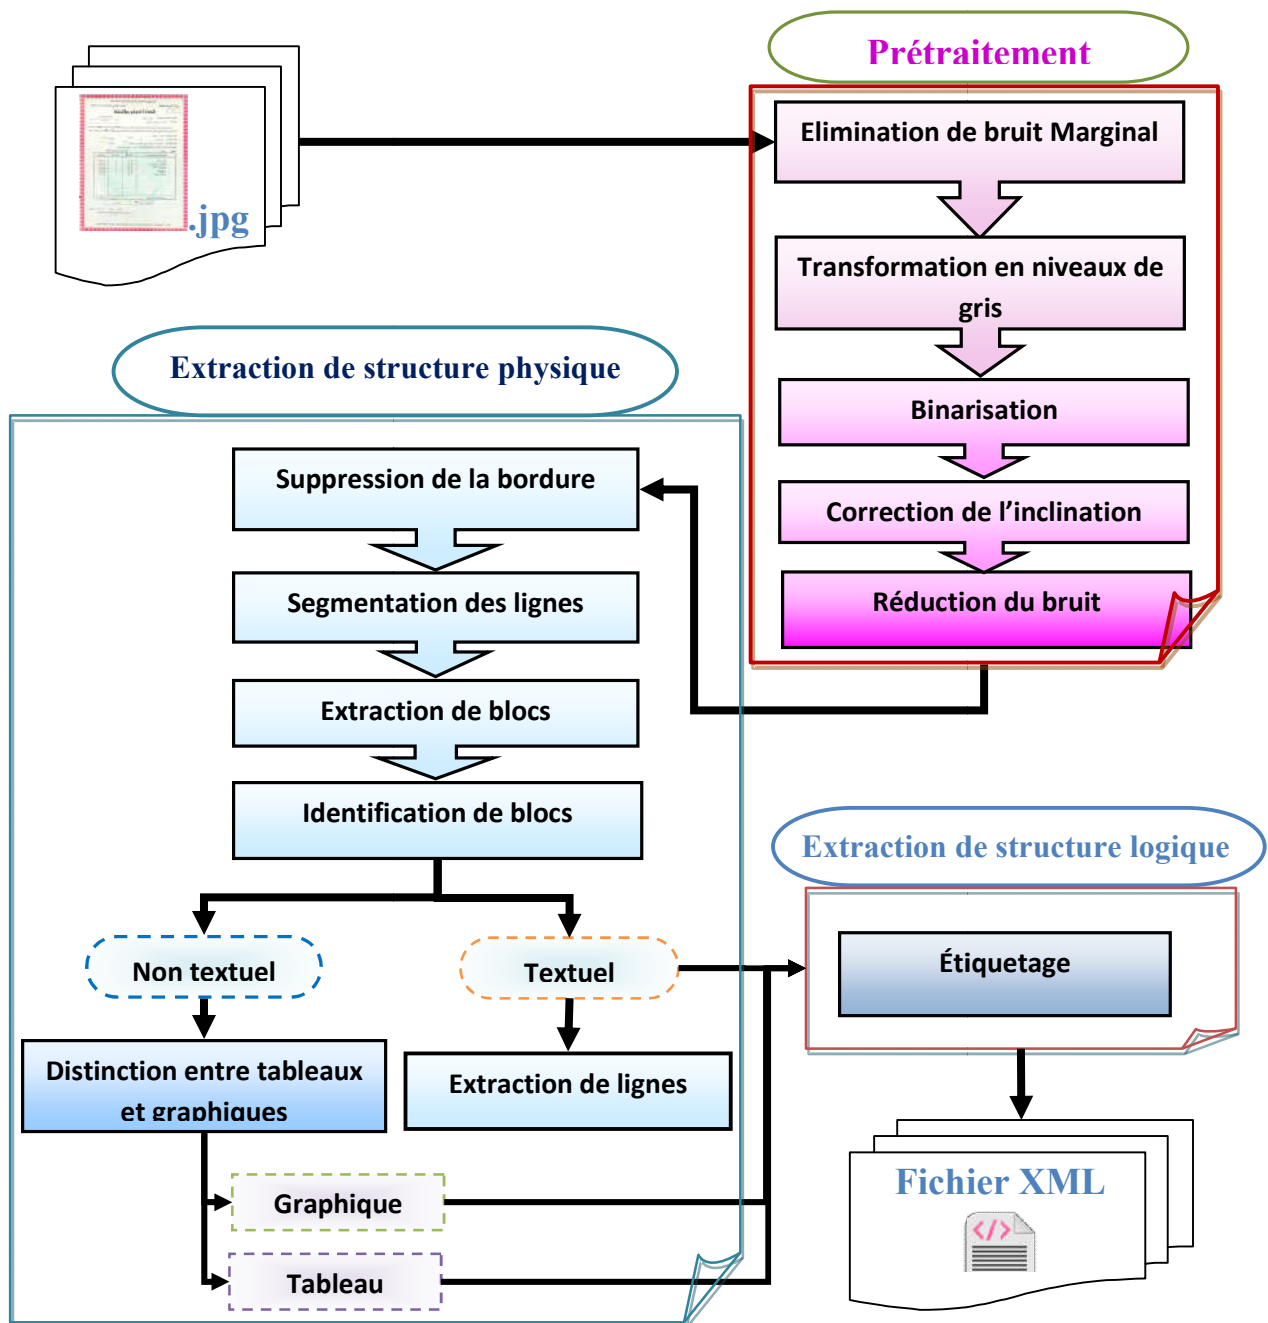 Prétraitement
.jpg
Elimination de bruit Marginal
Transformation en niveaux de
gris
Binarisation
Correction de l'inclination
Réduction du bruit
Extraction de structure physique
Suppression de la bordure
Segmentation des lignes
Extraction de blocs
Identification de blocs
Non textuel
Textuel
Distinction entre tableaux
et graphiques
Extraction de lignes
Graphique
Tableau
Extraction de structure logique
Étiquetage
Fichier XML
</>